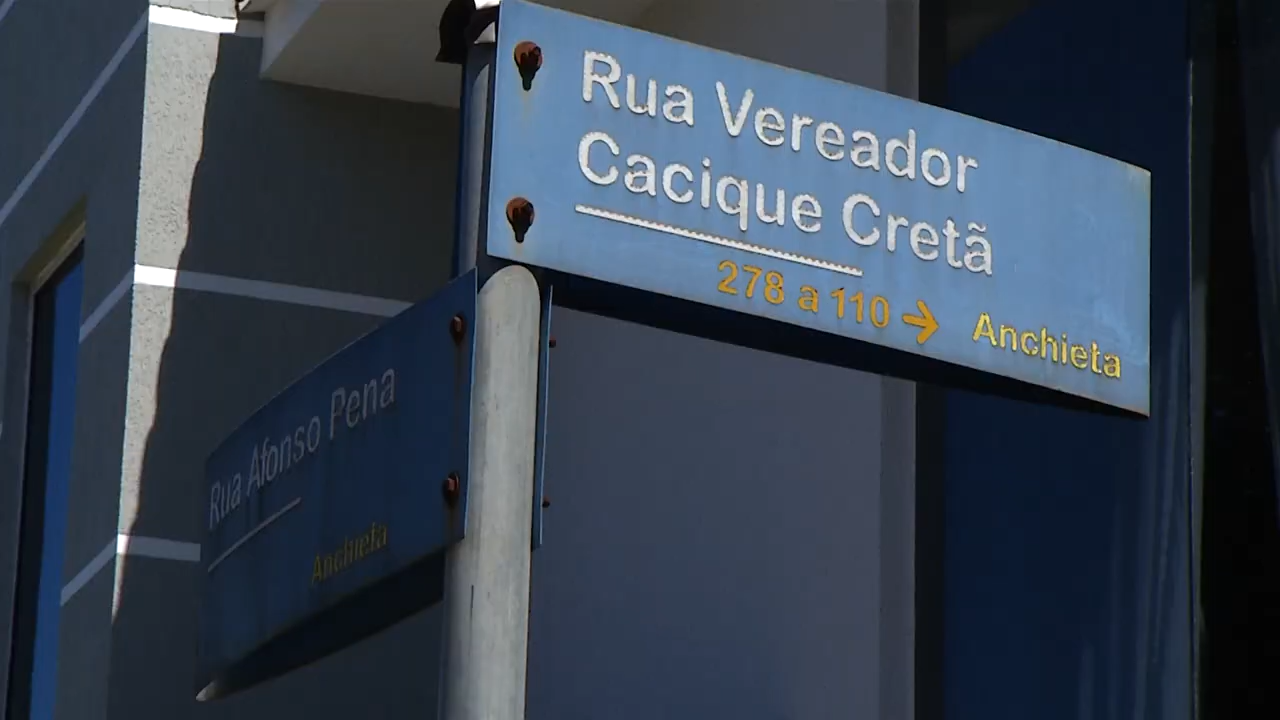 Rua Vereador
Cacique Cretã
278 a 110 → Anchieta
Rua Afonso Pena
Anchieta